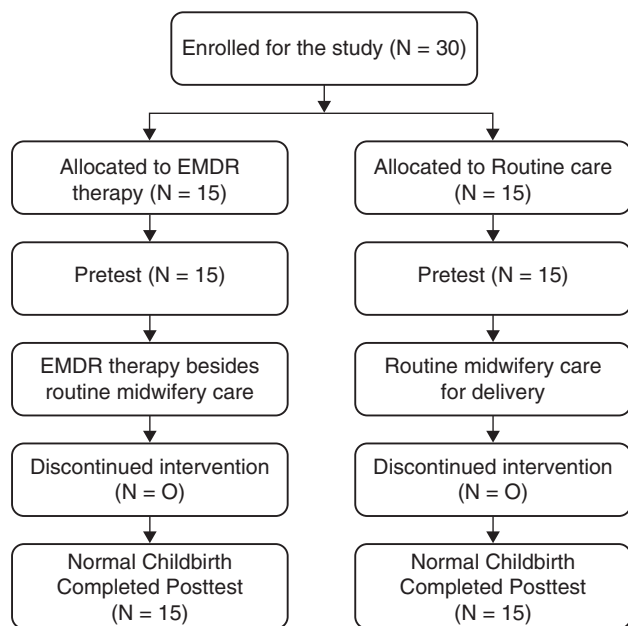 Enrolled for the study (N = 30)
Allocated to EMDR
therapy (N = 15)
Allocated to Routine care
(N = 15)
Pretest (N = 15)
Pretest (N = 15)
EMDR therapy besides
routine midwifery care
Routine midwifery care
for delivery
Discontinued intervention
(N = O)
Discontinued intervention
(N = O)
Normal Childbirth
Completed Posttest
(N = 15)
Normal Childbirth
Completed Posttest
(N = 15)